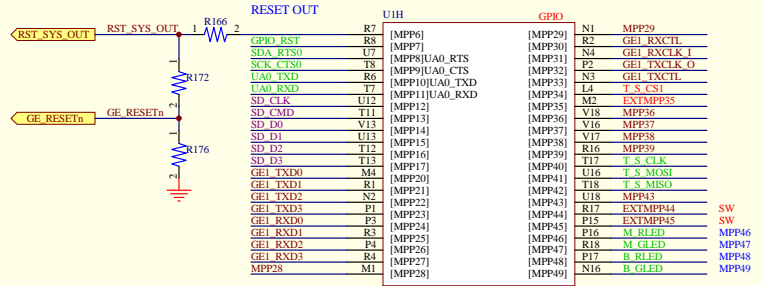 RESET OUT
U1H GPIO
RST_SYS_OUT RST_SYS_OUT 1 R166 2 R7 [MPP6] [MPP29] N1 MPP29
GPIO_RST R8 [MPP7] [MPP30] R2 GE1_RXCTL
SDA_RTS0 U7 [MPP8]UA0_RTS [MPP31] N4 GE1_RXCLK_I
SCK_CTS0 T8 [MPP9]UA0_CTS [MPP32] P2 GE1_TXCLK_O
1 R172 2 UA0_TXD R6 [MPP10]UA0_TXD [MPP33] N3 GE1_TXCTL
UA0_RXD T7 [MPP11]UA0_RXD [MPP34] L4 T_S_CS1
SD_CLK U12 [MPP12] [MPP35] M2 EXTMPP35
GE_RESETn GE_RESETn SD_CMD T11 [MPP13] [MPP36] V18 MPP36
SD_D0 V13 [MPP14] [MPP37] V16 MPP37
SD_D1 U13 [MPP15] [MPP38] V17 MPP38
1 R176 2 SD_D2 T12 [MPP16] [MPP39] R16 MPP39
SD_D3 T13 [MPP17] [MPP40] T17 T_S_CLK
GE1_TXD0 M4 [MPP20] [MPP41] U16 T_S_MOSI
GE1_TXD1 R1 [MPP21] [MPP42] T18 T_S_MISO
GE1_TXD2 N2 [MPP22] [MPP43] U18 MPP43
GE1_TXD3 P1 [MPP23] [MPP44] R17 EXTMPP44 SW
GE1_RXD0 P3 [MPP24] [MPP45] P15 EXTMPP45 SW
GE1_RXD1 R3 [MPP25] [MPP46] P16 M_RLED MPP46
GE1_RXD2 P4 [MPP26] [MPP47] R18 M_GLED MPP47
GE1_RXD3 R4 [MPP27] [MPP48] P17 B_RLED MPP48
MPP28 M1 [MPP28] [MPP49] N16 B_GLED MPP49